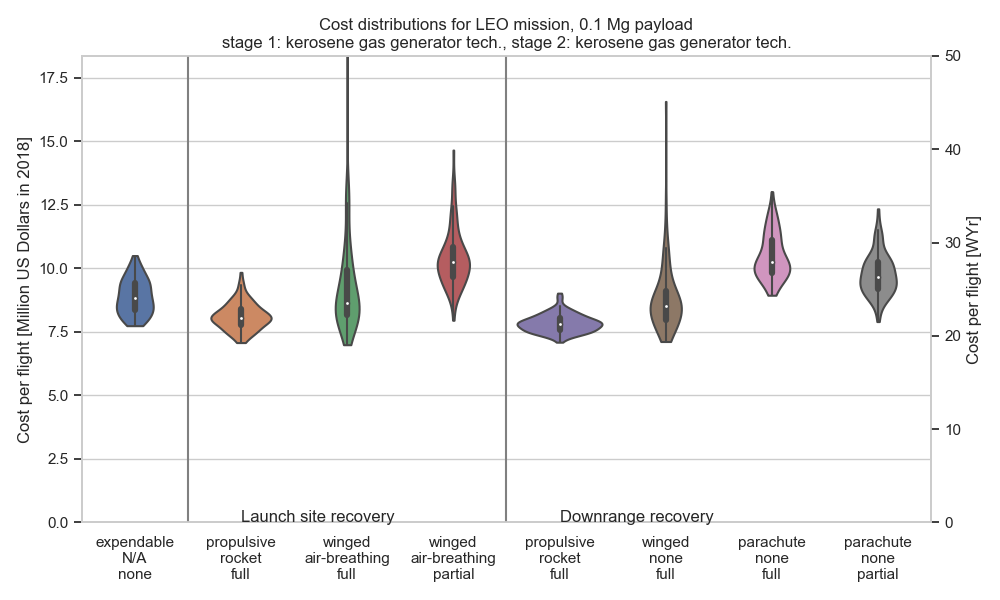 Cost distributions for LEO mission, 0.1 Mg payload
stage 1: kerosene gas generator tech., stage 2: kerosene gas generator tech.
Cost per flight [Million US Dollars in 2018]
17.5
15.0
12.5
10.0
7.5
5.0
2.5
0.0
50
40
30
20
10
0
Cost per flight [WYr]
Launch site recovery
Downrange recovery
expendable
N/A
none
propulsive
rocket
full
winged
air-breathing
full
winged
air-breathing
partial
propulsive
rocket
full
winged
none
full
parachute
none
full
parachute
none
partial